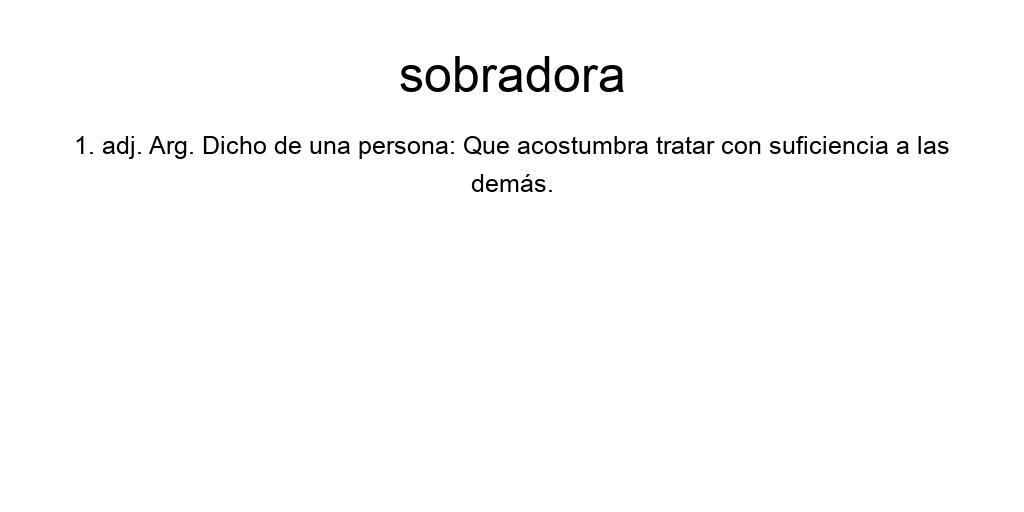 sobradora
1. adj. Arg. Dicho de una persona: Que acostumbra tratar con suficiencia a las
demás.